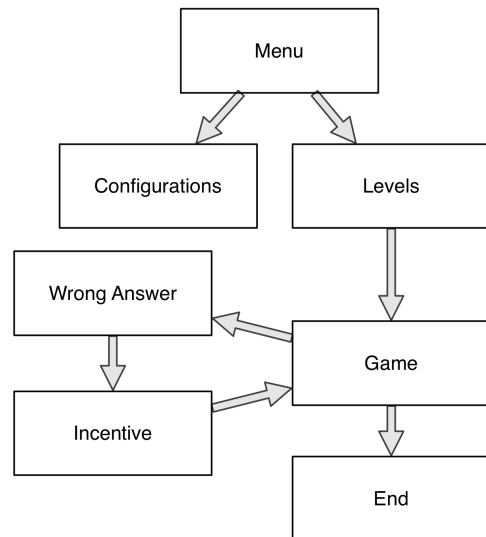 Menu
Configurations
Levels
Wrong Answer
Game
Incentive
End